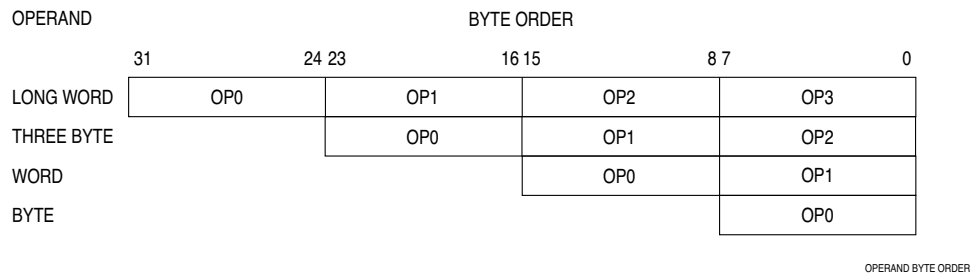 OPERAND BYTE ORDER
31 24 23 16 15 8 7 0
LONG WORD OP0 OP1 OP2 OP3
THREE BYTE OP0 OP1 OP2
WORD OP0 OP1
BYTE OP0
OPERAND BYTE ORDER